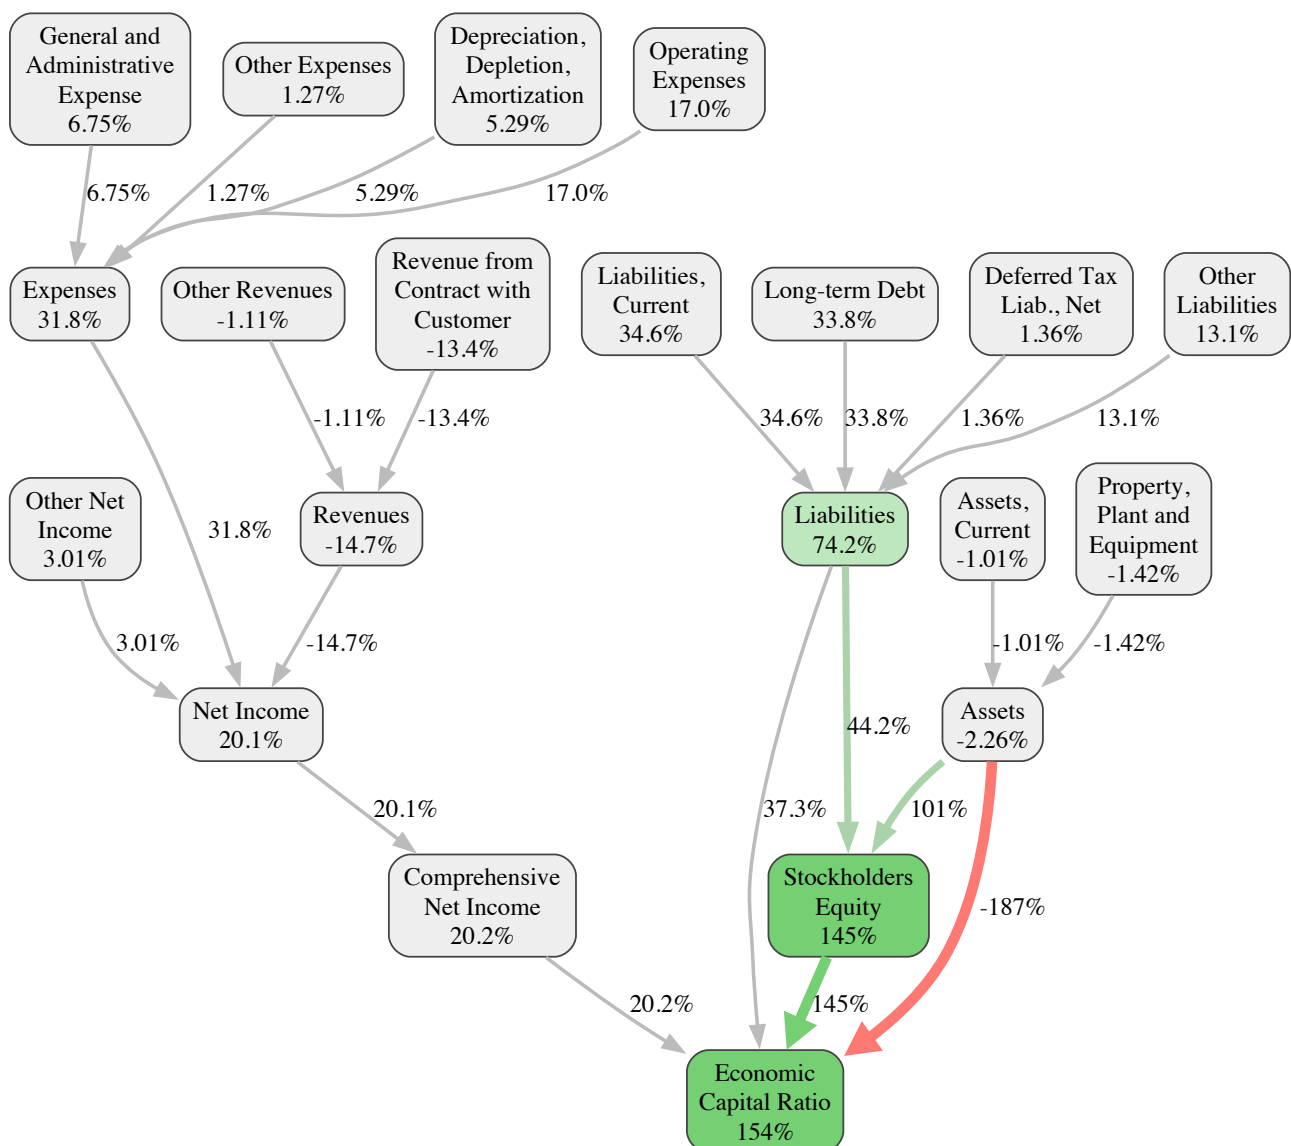 General and
Administrative
Expense
6.75%
Other Expenses
1.27%
Depreciation,
Depletion,
Amortization
5.29%
Operating
Expenses
17.0%
6.75%
1.27%
5.29%
17.0%
Expenses
31.8%
Other Revenues
-1.11%
Revenue from
Contract with
Customer
-13.4%
Liabilities,
Current
34.6%
Long-term Debt
33.8%
Deferred Tax
Liab., Net
1.36%
Other
Liabilities
13.1%
-1.11%
-13.4%
34.6%
33.8%
1.36%
13.1%
Other Net
Income
3.01%
31.8%
Revenues
-14.7%
Liabilities
74.2%
Assets,
Current
-1.01%
Property,
Plant and
Equipment
-1.42%
3.01%
-14.7%
-1.01%
-1.42%
Net Income
20.1%
44.2%
Assets
-2.26%
20.1%
37.3%
101%
Comprehensive
Net Income
20.2%
Stockholders
Equity
145%
-187%
20.2%
145%
Economic
Capital Ratio
154%